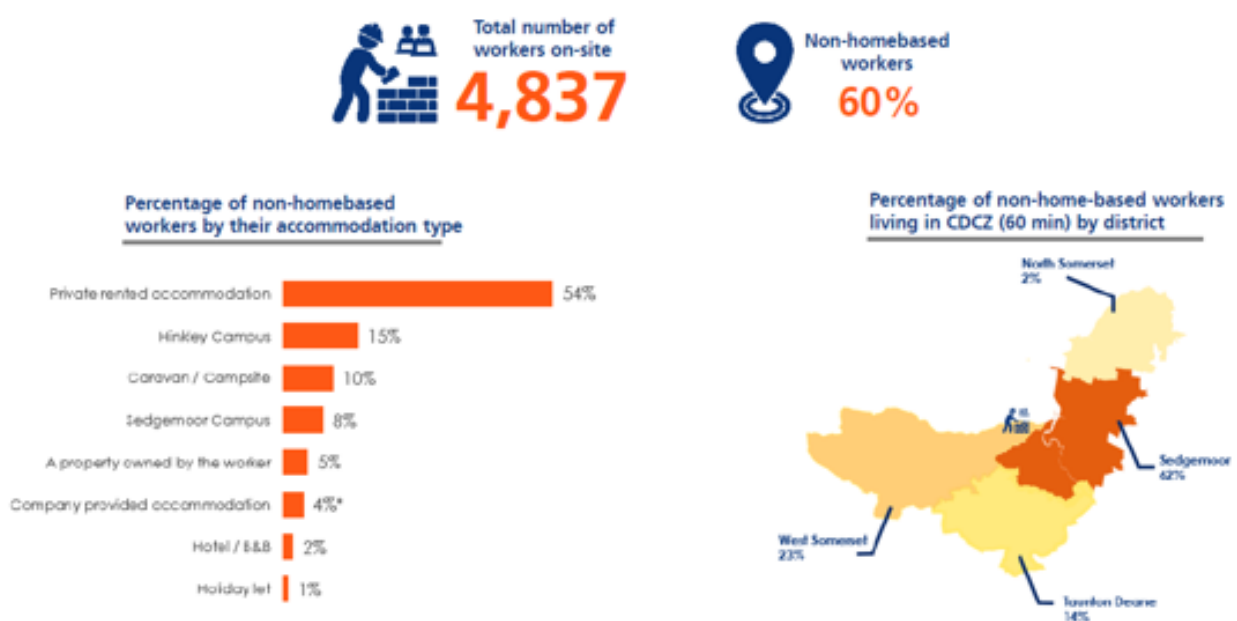 Total number of
workers on-site
4,837
Non-homebased
workers
60%
Percentage of non-homebased
workers by their accommodation type
Private rented accommodation
54%
Hinkley Campus
15%
Caravan / Campsite
10%
Sedgemoor Campus
8%
A property owned by the worker
5%
Company provided accommodation
4%*
Hotel / B&B
2%
Holiday let
1%
Percentage of non-home-based workers
living in CDCZ (60 min) by district
North Somerset
2%
Sedgemoor
62%
West Somerset
23%
Taunton Deane
14%